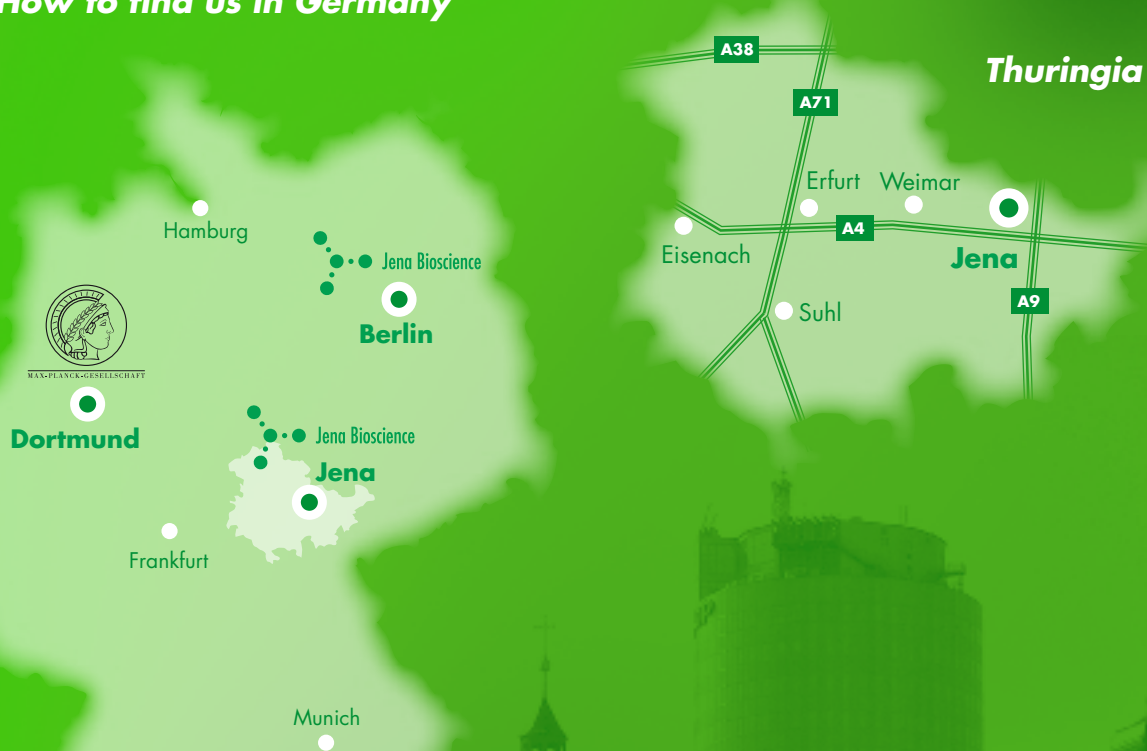 How to find us in Germany
Thuringia
Hamburg
Jena Bioscience
Berlin
MAX-PLANCK-GESELLSCHAFT
Dortmund
Jena Bioscience
Jena
Frankfurt
Munich
A38
A71
Erfurt
Weimar
A4
Eisenach
Jena
A9
Suhl